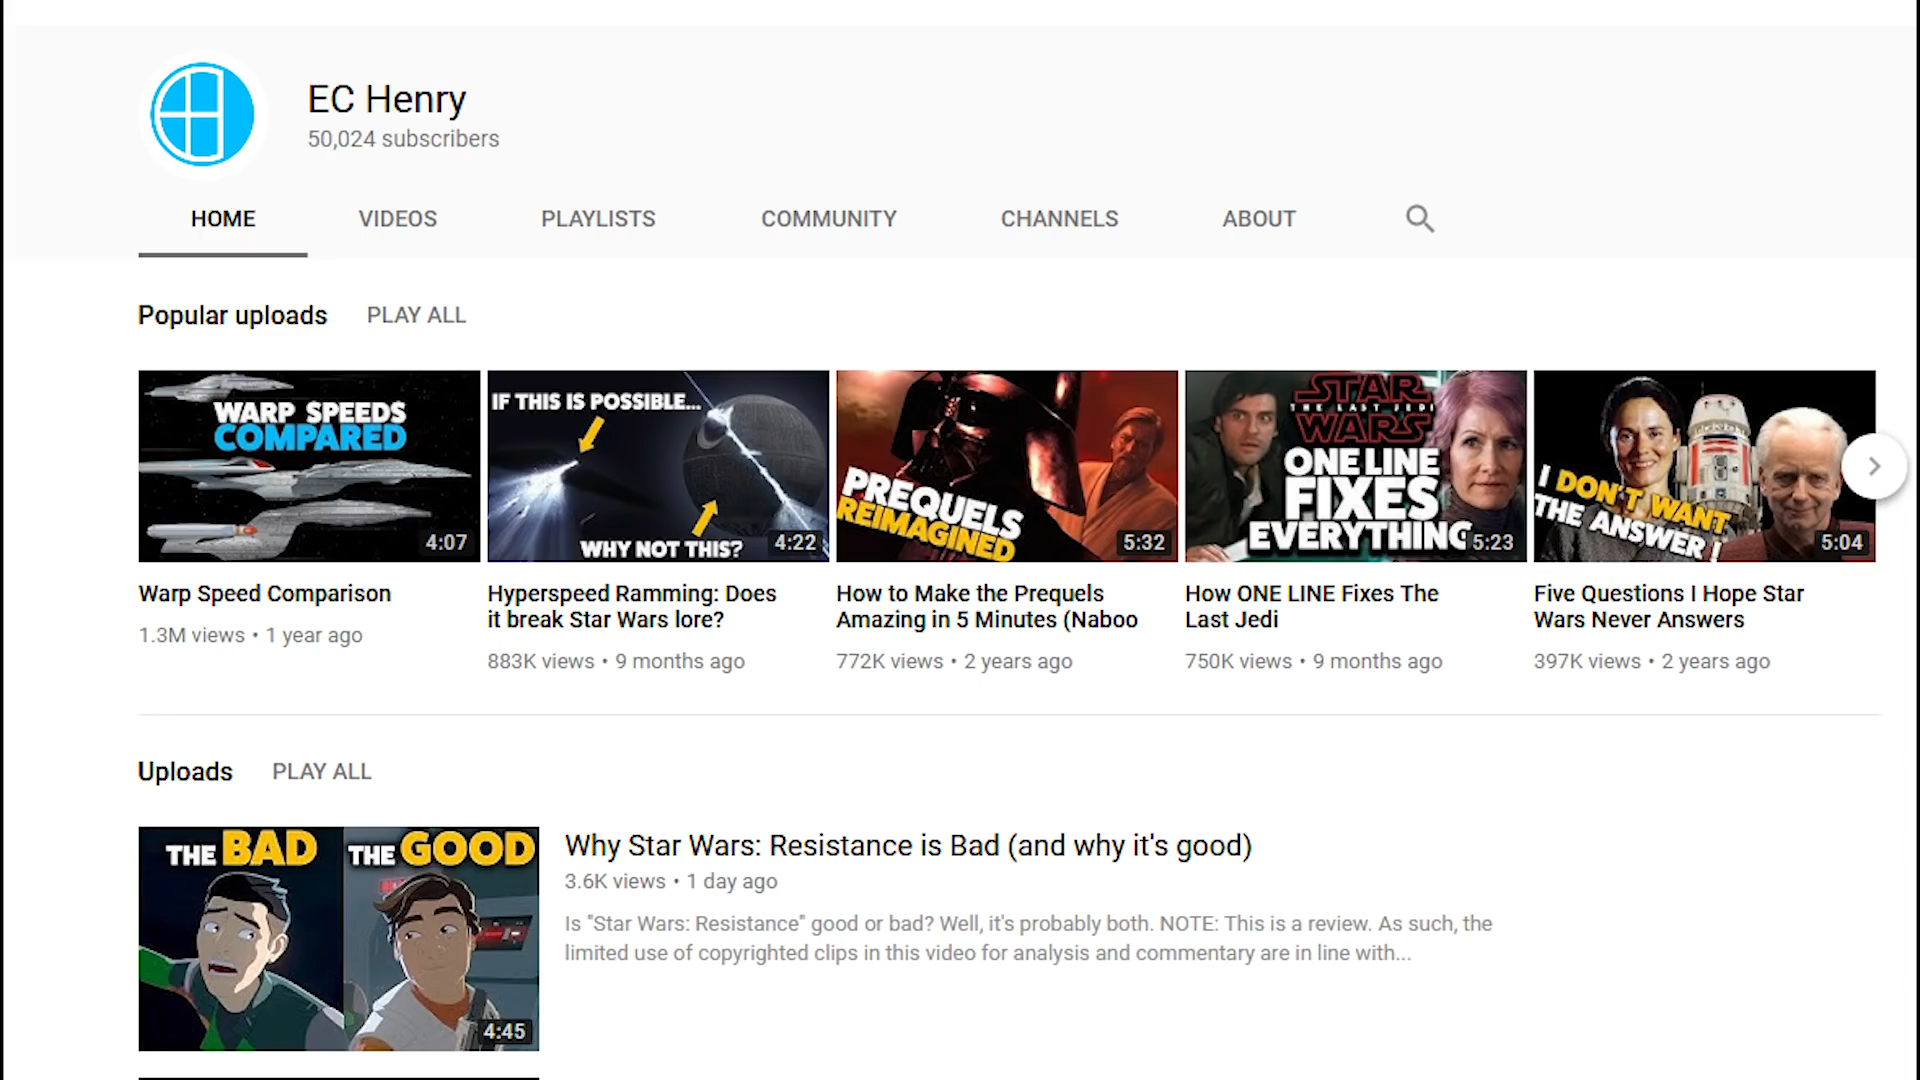 EC Henry
50,024 subscribers
HOME VIDEOS PLAYLISTS COMMUNITY CHANNELS ABOUT
Popular uploads PLAY ALL
WARP SPEEDS
COMPARED
4:07
IF THIS IS POSSIBLE...
WHY NOT THIS?
4:22
PREQUELS
REIMAGINED
5:32
STAR
THE LAST JEDI
WARS
ONE LINE
FIXES
EVERYTHING
5:23
I DON'T WANT
THE ANSWER!
5:04
Warp Speed Comparison
1.3M views • 1 year ago
Hyperspeed Ramming: Does
it break Star Wars lore?
883K views • 9 months ago
How to Make the Prequels
Amazing in 5 Minutes (Naboo
772K views • 2 years ago
How ONE LINE Fixes The
Last Jedi
750K views • 9 months ago
Five Questions I Hope Star
Wars Never Answers
397K views • 2 years ago
Uploads PLAY ALL
THE BAD THE GOOD
4:45
Why Star Wars: Resistance is Bad (and why it's good)
3.6K views • 1 day ago
Is "Star Wars: Resistance" good or bad? Well, it's probably both. NOTE: This is a review. As such, the
limited use of copyrighted clips in this video for analysis and commentary are in line with...